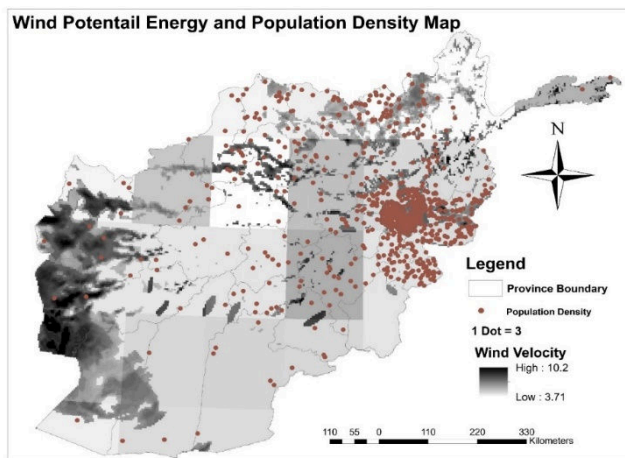 Wind Potentail Energy and Population Density Map
N
Legend
Province Boundary
Population Density
1 Dot = 3
Wind Velocity
High : 10.2
Low : 3.71
110 55 0 110 220 330
Kilometers